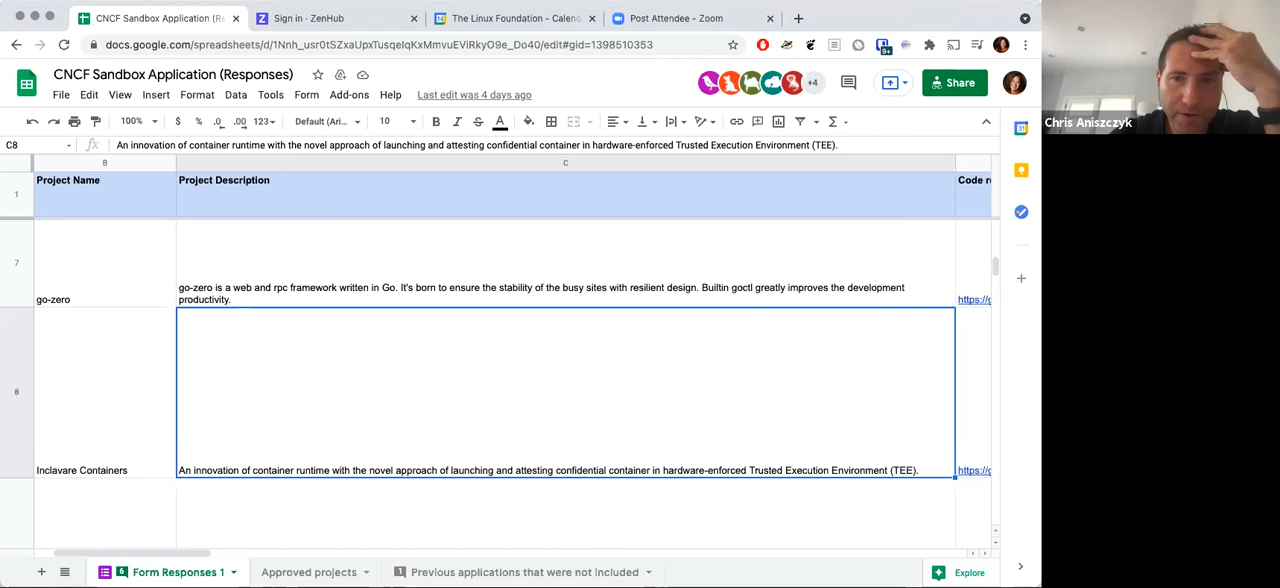 CNCF Sandbox Application (Re
Sign in · ZenHub
The Linux Foundation - Calend
Post Attendee - Zoom
docs.google.com/spreadsheets/d/1Nnh_usr0tSZxaUpxTusqeIqKxMmvuEViRkyO9e_Do40/edit#gid=1398510353
9+
CNCF Sandbox Application (Responses)
File Edit View Insert Format Data Tools Form Add-ons Help Last edit was 4 days ago
+4
Share
100% $ % .0 .00 123 Default (Ari... 10 B I S A
C8
fx An innovation of container runtime with the novel approach of launching and attesting confidential container in hardware-enforced Trusted Execution Environment (TEE).
B C
1 Project Name Project Description Code r
7
go-zero is a web and rpc framework written in Go. It's born to ensure the stability of the busy sites with resilient design. Builtin goctl greatly improves the development
go-zero productivity. https://g
8
Inclavare Containers An innovation of container runtime with the novel approach of launching and attesting confidential container in hardware-enforced Trusted Execution Environment (TEE). https://g
6 Form Responses 1 Approved projects 1 Previous applications that were not included
Explore
Chris Aniszczyk